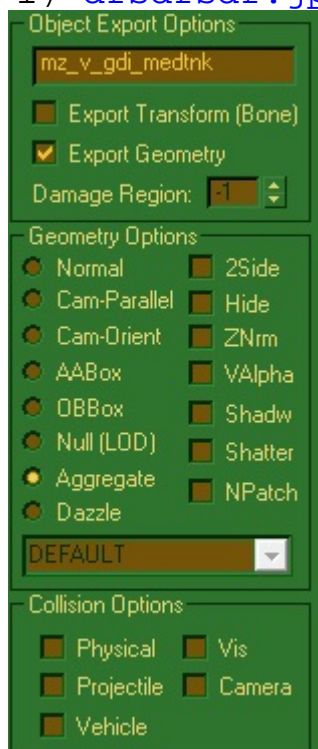 Object Export Options
mz_v_gdi_medtnk
Export Transform (Bone)
Export Geometry
Damage Region: -1
Geometry Options
Normal 2Side
Cam-Parallel Hide
Cam-Orient ZNrm
AABox VAlpha
OBBox Shadw
Null (LOD) Shatter
Aggregate NPatch
Dazzle
DEFAULT
Collision Options
Physical Vis
Projectile Camera
Vehicle